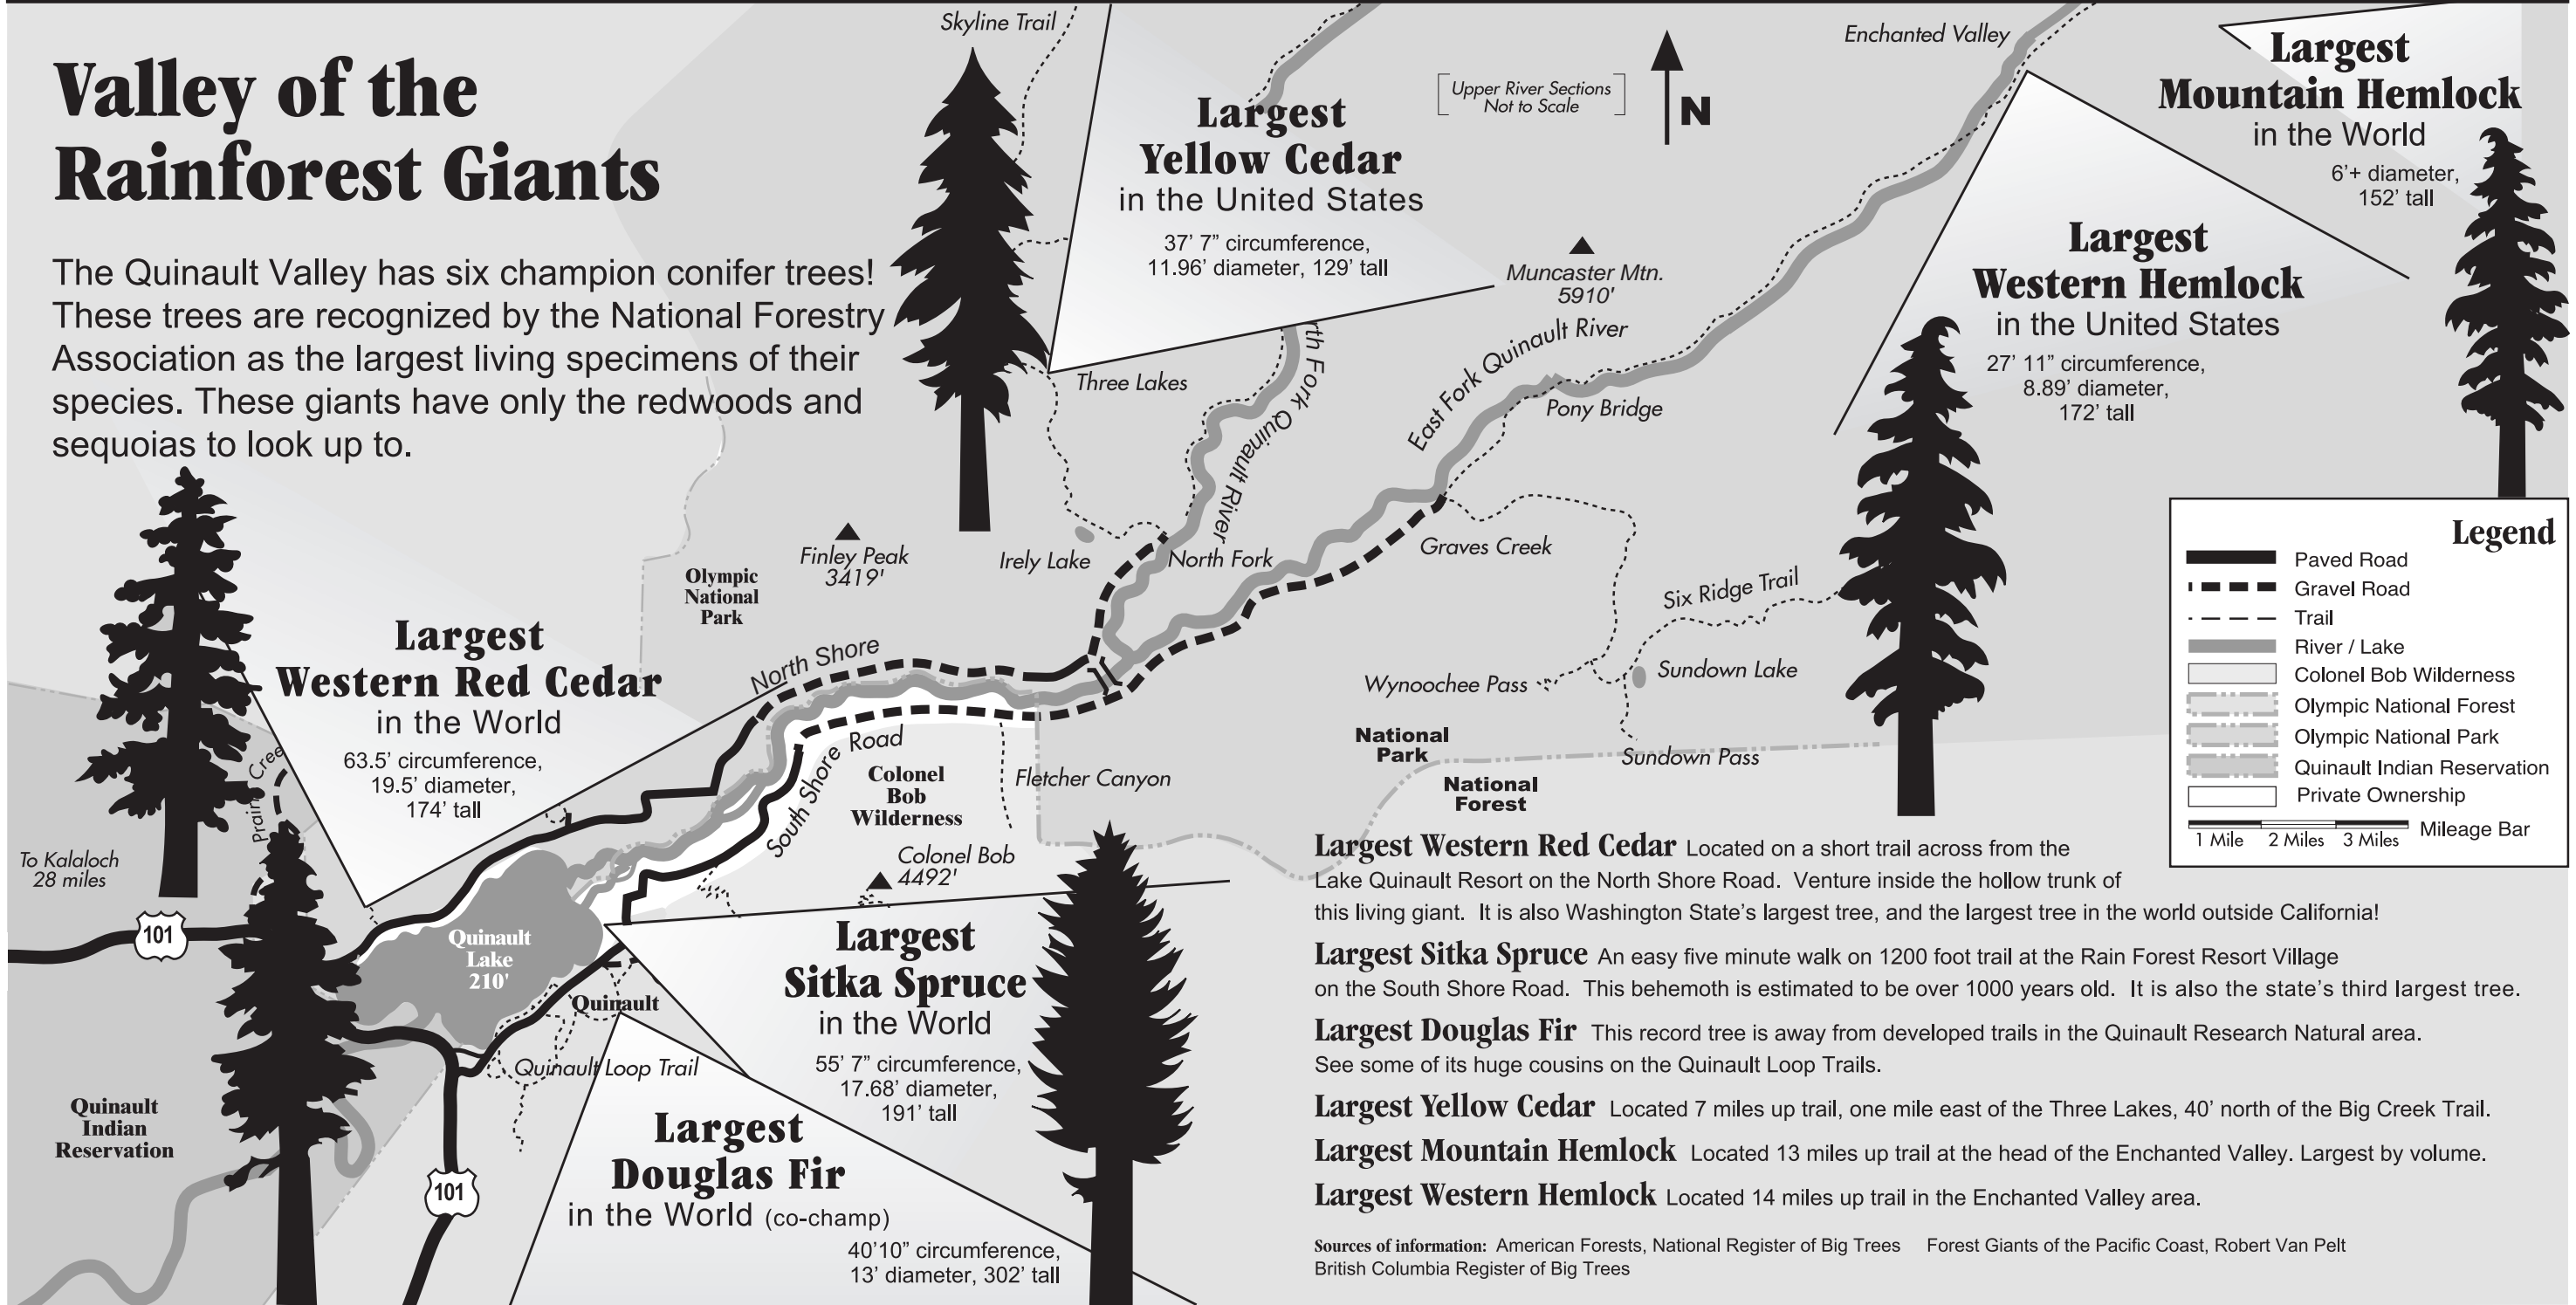 Valley of the
Rainforest Giants
The Quinault Valley has six champion conifer trees!
These trees are recognized by the National Forestry
Association as the largest living specimens of their
species. These giants have only the redwoods and
sequoias to look up to.
Skyline Trail
Largest
Yellow Cedar
in the United States
37’ 7” circumference,
11.96’ diameter, 129’ tall
Upper River Sections
Not to Scale
N
Enchanted Valley
Largest
Mountain Hemlock
in the World
6’+ diameter,
152’ tall
Largest
Western Hemlock
in the United States
27’ 11” circumference,
8.89’ diameter,
172’ tall
Muncaster Mtn.
5910'
East Fork Quinault River
Pony Bridge
Three Lakes
rth Fork Quinault River
Finley Peak
3419'
Irely Lake
North Fork
Graves Creek
Olympic
National
Park
Six Ridge Trail
Sundown Lake
Wynoochee Pass
National
Park
National
Forest
Sundown Pass
Largest
Western Red Cedar
in the World
63.5’ circumference,
19.5’ diameter,
174’ tall
North Shore
South Shore Road
Colonel
Bob
Wilderness
Fletcher Canyon
Colonel Bob
4492'
Prairi Cree
To Kalaloch
28 miles
101
Quinault
Lake
210'
Quinault
Quinault Loop Trail
Quinault
Indian
Reservation
101
Largest
Sitka Spruce
in the World
55’ 7” circumference,
17.68’ diameter,
191’ tall
Largest
Douglas Fir
in the World (co-champ)
40’10” circumference,
13’ diameter, 302’ tall
Legend
Paved Road
Gravel Road
Trail
River / Lake
Colonel Bob Wilderness
Olympic National Forest
Olympic National Park
Quinault Indian Reservation
Private Ownership
Mileage Bar
1 Mile 2 Miles 3 Miles
Largest Western Red Cedar Located on a short trail across from the
Lake Quinault Resort on the North Shore Road. Venture inside the hollow trunk of
this living giant. It is also Washington State’s largest tree, and the largest tree in the world outside California!
Largest Sitka Spruce An easy five minute walk on 1200 foot trail at the Rain Forest Resort Village
on the South Shore Road. This behemoth is estimated to be over 1000 years old. It is also the state’s third largest tree.
Largest Douglas Fir This record tree is away from developed trails in the Quinault Research Natural area.
See some of its huge cousins on the Quinault Loop Trails.
Largest Yellow Cedar Located 7 miles up trail, one mile east of the Three Lakes, 40’ north of the Big Creek Trail.
Largest Mountain Hemlock Located 13 miles up trail at the head of the Enchanted Valley. Largest by volume.
Largest Western Hemlock Located 14 miles up trail in the Enchanted Valley area.
Sources of information: American Forests, National Register of Big Trees Forest Giants of the Pacific Coast, Robert Van Pelt
British Columbia Register of Big Trees